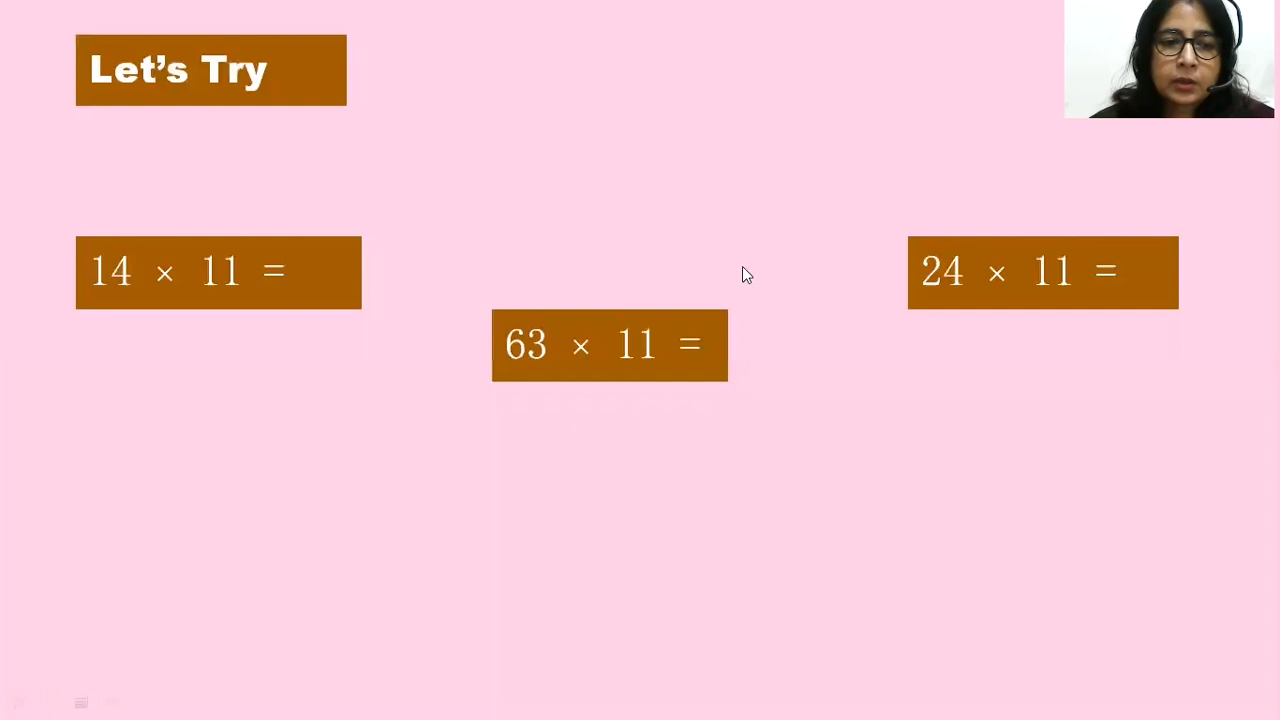 Let’s Try
14 × 11 =
63 × 11 =
24 × 11 =